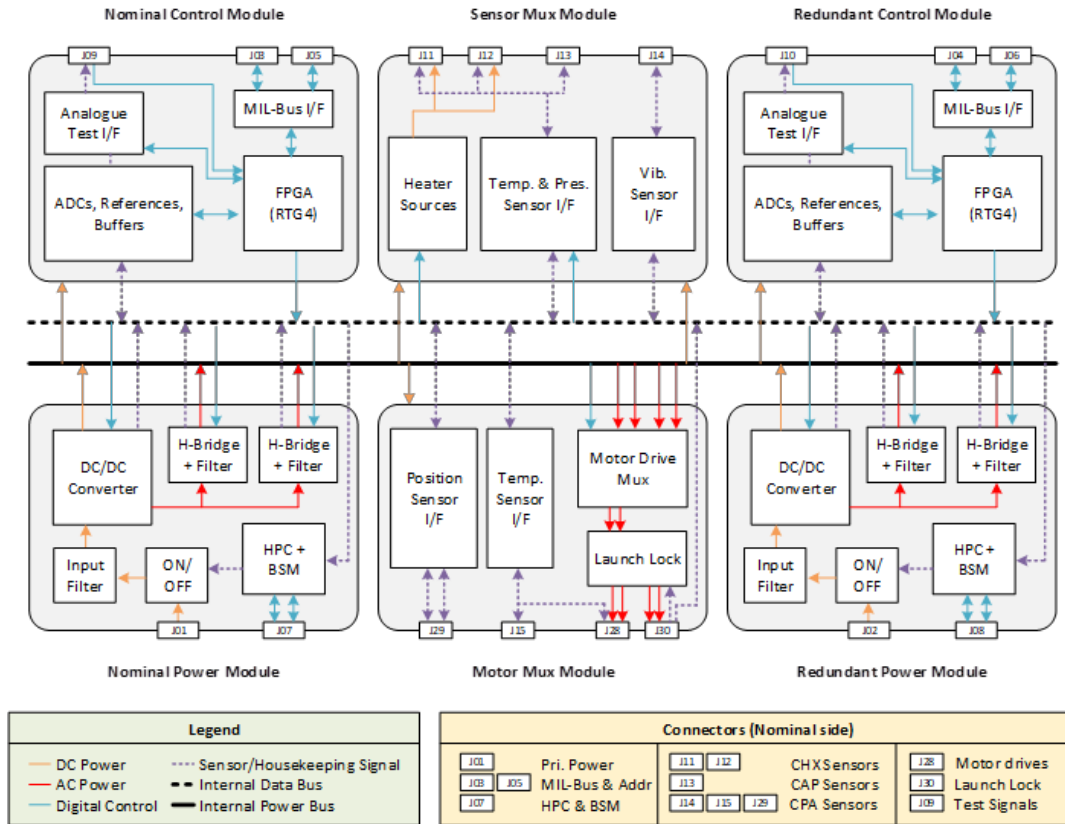 Nominal Control Module
Sensor Mux Module
Redundant Control Module
J09
J03
J05
J11
J12
J13
J14
J10
J04
J06
Analogue
Test I/F
MIL-Bus I/F
ADCs, References,
Buffers
FPGA
(RTG4)
Heater
Sources
Temp. & Pres.
Sensor I/F
Vib.
Sensor
I/F
Analogue
Test I/F
MIL-Bus I/F
ADCs, References,
Buffers
FPGA
(RTG4)
DC/DC
Converter
H-Bridge
+ Filter
H-Bridge
+ Filter
Input
Filter
ON/
OFF
HPC +
BSM
J01
J07
Position
Sensor
I/F
Temp.
Sensor
I/F
Motor Drive
Mux
Launch Lock
J29
J15
J28
J30
DC/DC
Converter
H-Bridge
+ Filter
H-Bridge
+ Filter
Input
Filter
ON/
OFF
HPC +
BSM
J02
J08
Nominal Power Module
Motor Mux Module
Redundant Power Module
Legend
DC Power
AC Power
Digital Control
Sensor/Housekeeping Signal
Internal Data Bus
Internal Power Bus
Connectors (Nominal side)
J01 Pri. Power
J03 J05 MIL-Bus & Addr
J07 HPC & BSM
J11 J12 CHX Sensors
J13 CAP Sensors
J14 J15 J29 CPA Sensors
J28 Motor drives
J30 Launch Lock
J09 Test Signals